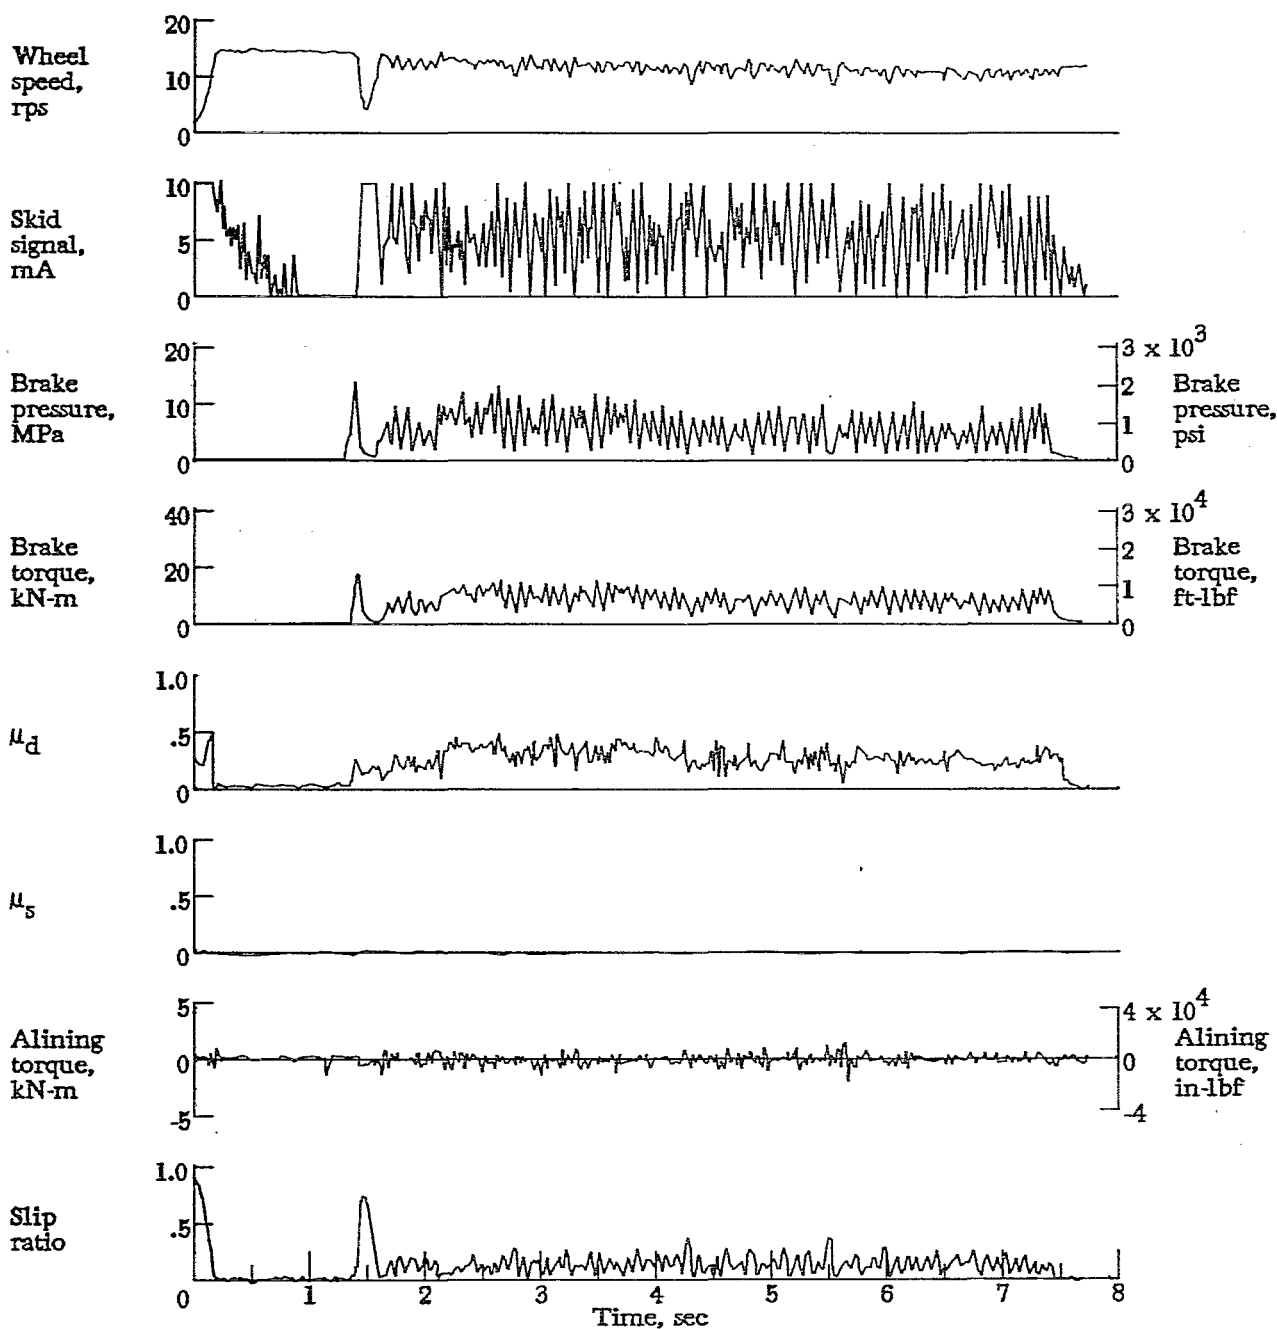 20
Wheel
speed,
rps
10
0
10
Skid
signal,
mA
5
0
20
3 x 10³
Brake
pressure,
MPa
10
2
Brake
pressure,
psi
1
0
0
40
3 x 10⁴
Brake
torque,
kN-m
20
2
Brake
torque,
ft-lbf
1
0
0
1.0
μd
.5
0
1.0
μs
.5
0
5
4 x 10⁴
Alining
torque,
kN-m
0
0
Alining
torque,
in-lbf
-5
-4
1.0
Slip
ratio
.5
0 1 2 3 4 5 6 7 8
Time, sec